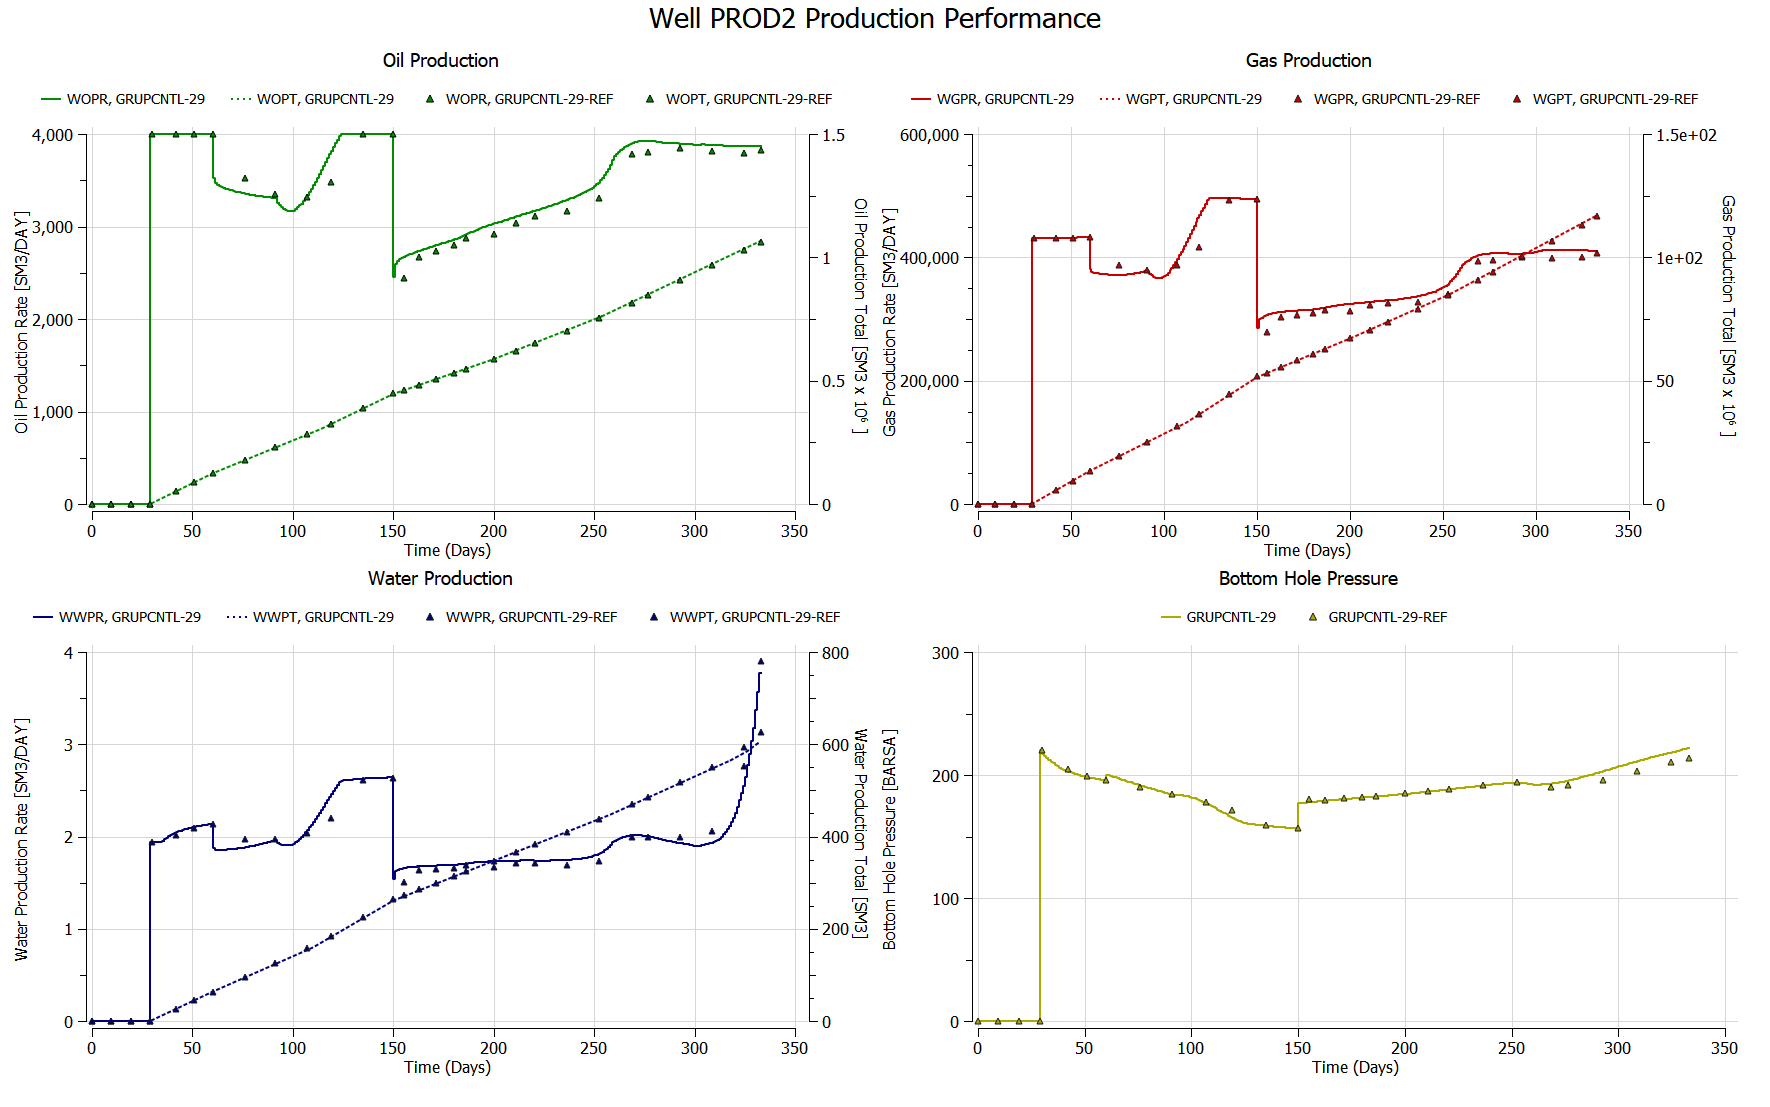 Well PROD2 Production Performance
Oil Production
WOPR, GRUPCNTL-29 WOPT, GRUPCNTL-29 WOPR, GRUPCNTL-29-REF WOPT, GRUPCNTL-29-REF
Oil Production Rate [SM3/DAY]
4,000
3,000
2,000
1,000
0
1.5
1
0.5
0
Oil Production Total [SM3 x 10⁶ ]
0 50 100 150 200 250 300 350
Time (Days)
Gas Production
WGPR, GRUPCNTL-29 WGPT, GRUPCNTL-29 WGPR, GRUPCNTL-29-REF WGPT, GRUPCNTL-29-REF
Gas Production Rate [SM3/DAY]
600,000
400,000
200,000
0
1.5e+02
1e+02
50
0
Gas Production Total [SM3 x 10⁶ ]
0 50 100 150 200 250 300 350
Time (Days)
Water Production
WWPR, GRUPCNTL-29 WWPT, GRUPCNTL-29 WWPR, GRUPCNTL-29-REF WWPT, GRUPCNTL-29-REF
Water Production Rate [SM3/DAY]
4
3
2
1
0
800
600
400
200
0
Water Production Total [SM3]
0 50 100 150 200 250 300 350
Time (Days)
Bottom Hole Pressure
GRUPCNTL-29 GRUPCNTL-29-REF
Bottom Hole Pressure [BARSA]
300
200
100
0
0 50 100 150 200 250 300 350
Time (Days)